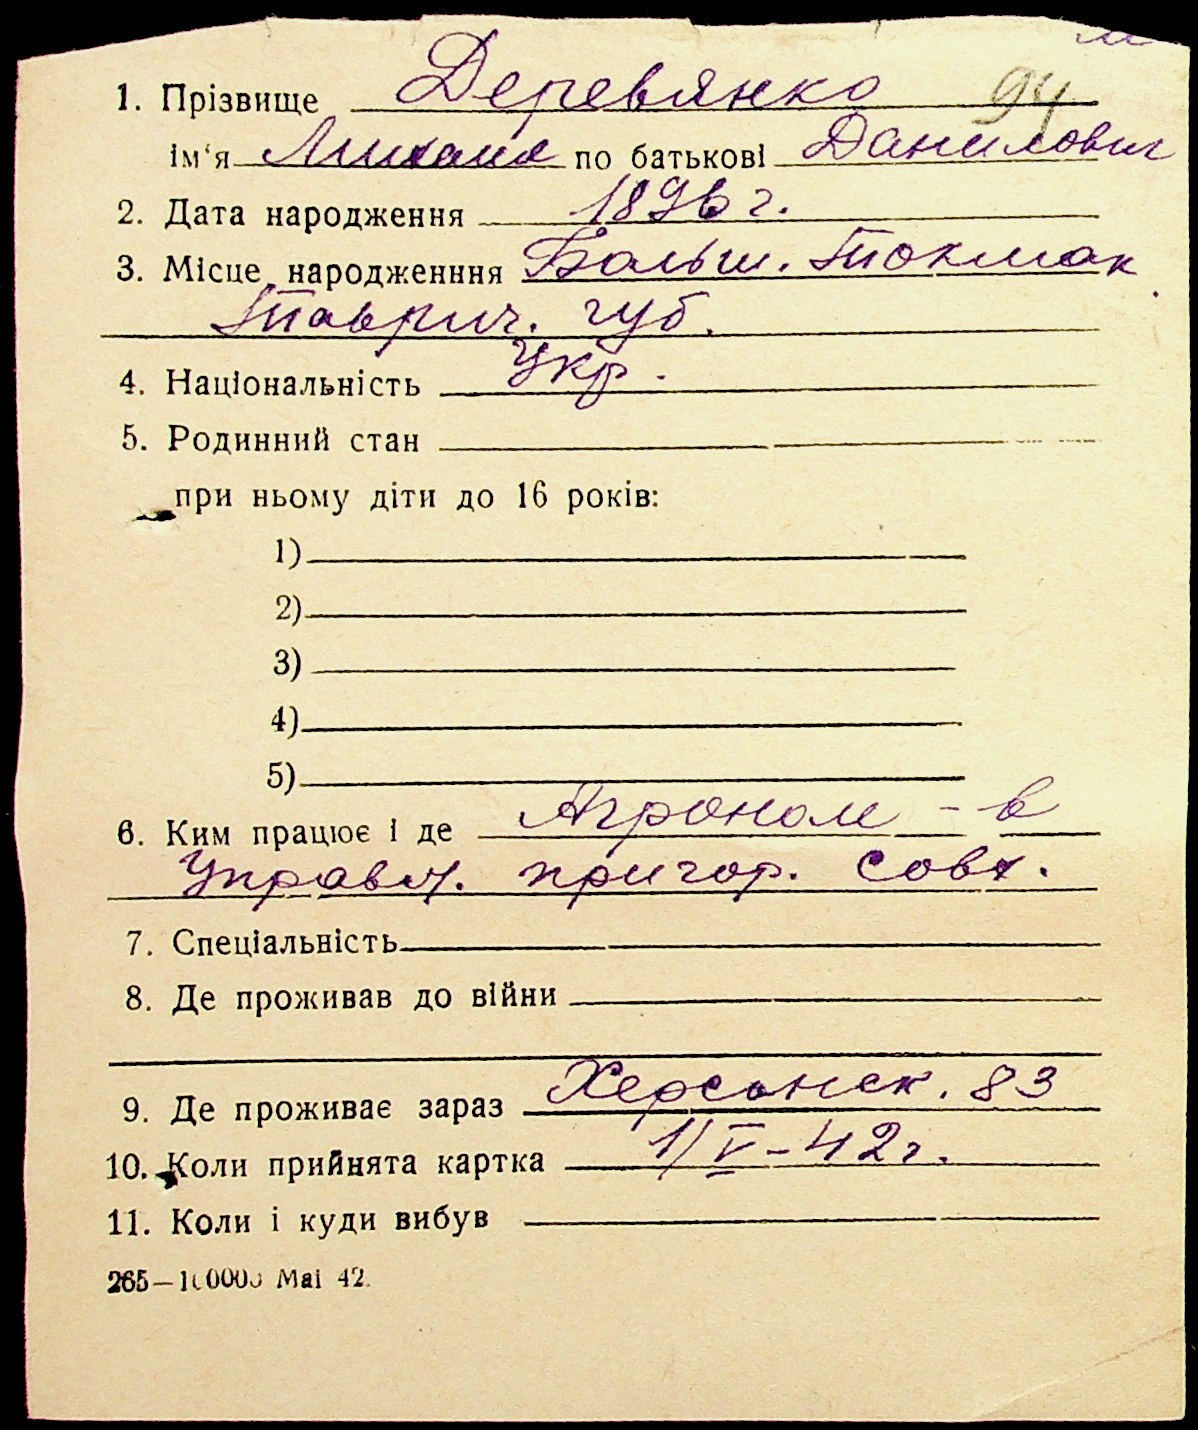 1. Прізвище Деревянко 94
ім'я Михаил по батькові Данилович
2. Дата народження 1896 г.
3. Місце народженння Больш. Токмак
Таврич. губ.
4. Національність Укр.
5. Родинний стан
при ньому діти до 16 років:
1)
2)
3)
4)
5)
6. Ким працює і де Агроном - в
Управл. пригор. Совх.
7. Спеціальність
8. Де проживав до війни
9. Де проживає зараз Херсонск. 83
10. Коли прийнята картка 1/V-42 г.
11. Коли і куди вибув
265—100000 Mai 42.